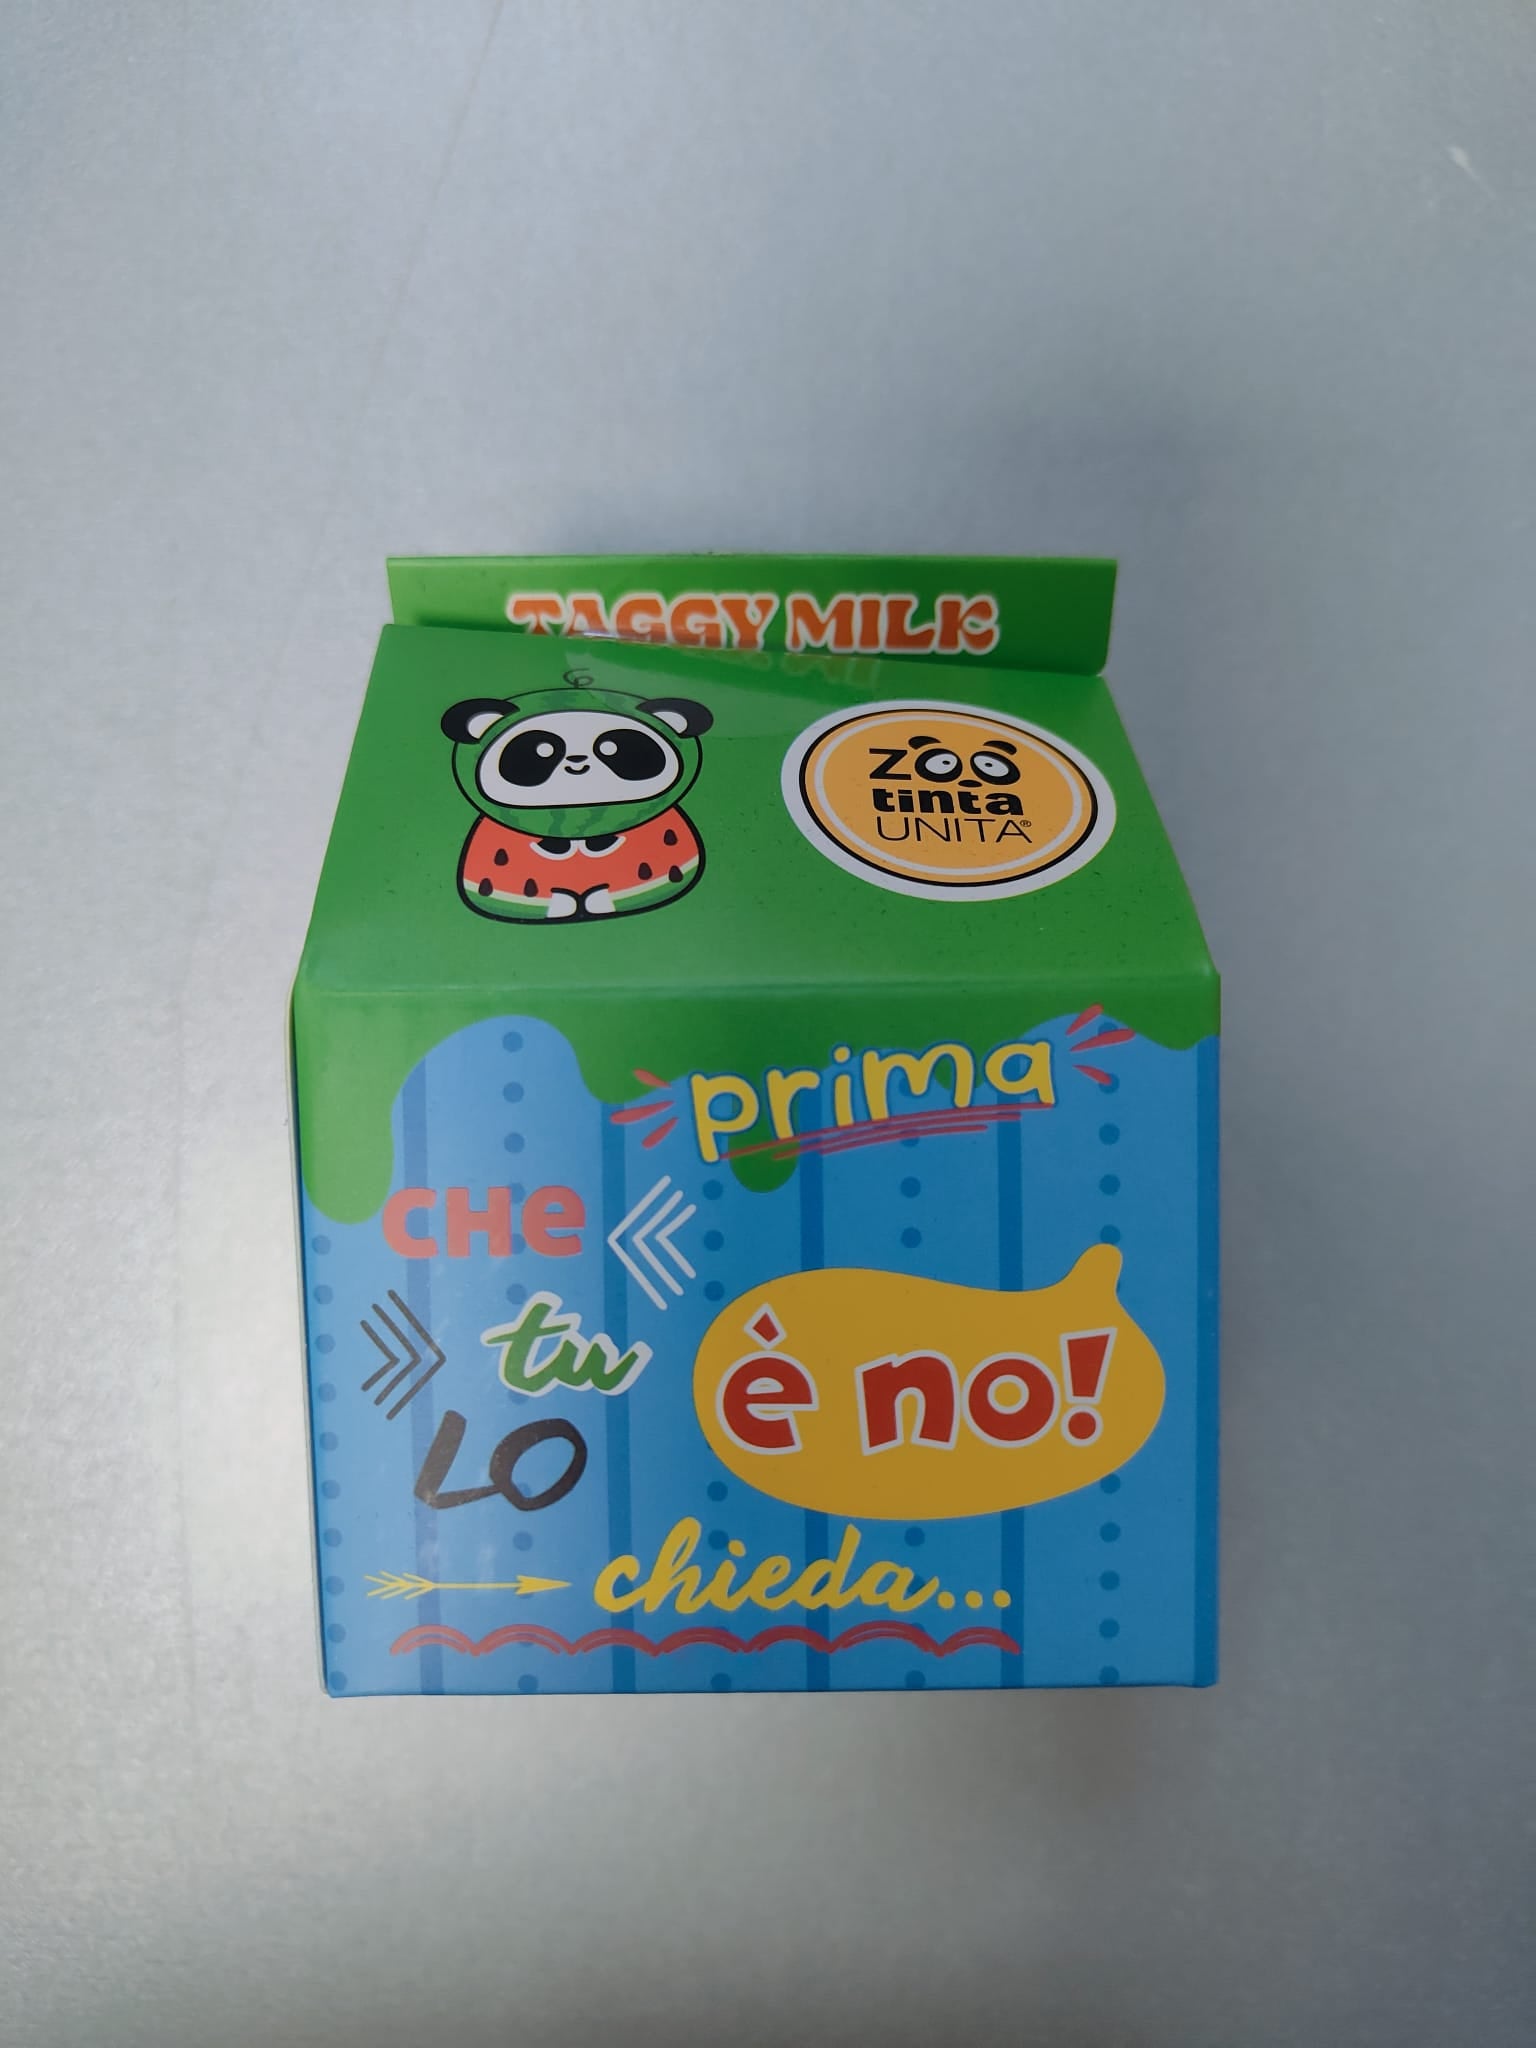 TAGGY MILK
ZOO
tinta
UNITA®
prima
CHe
tu
è no!
LO
chieda...